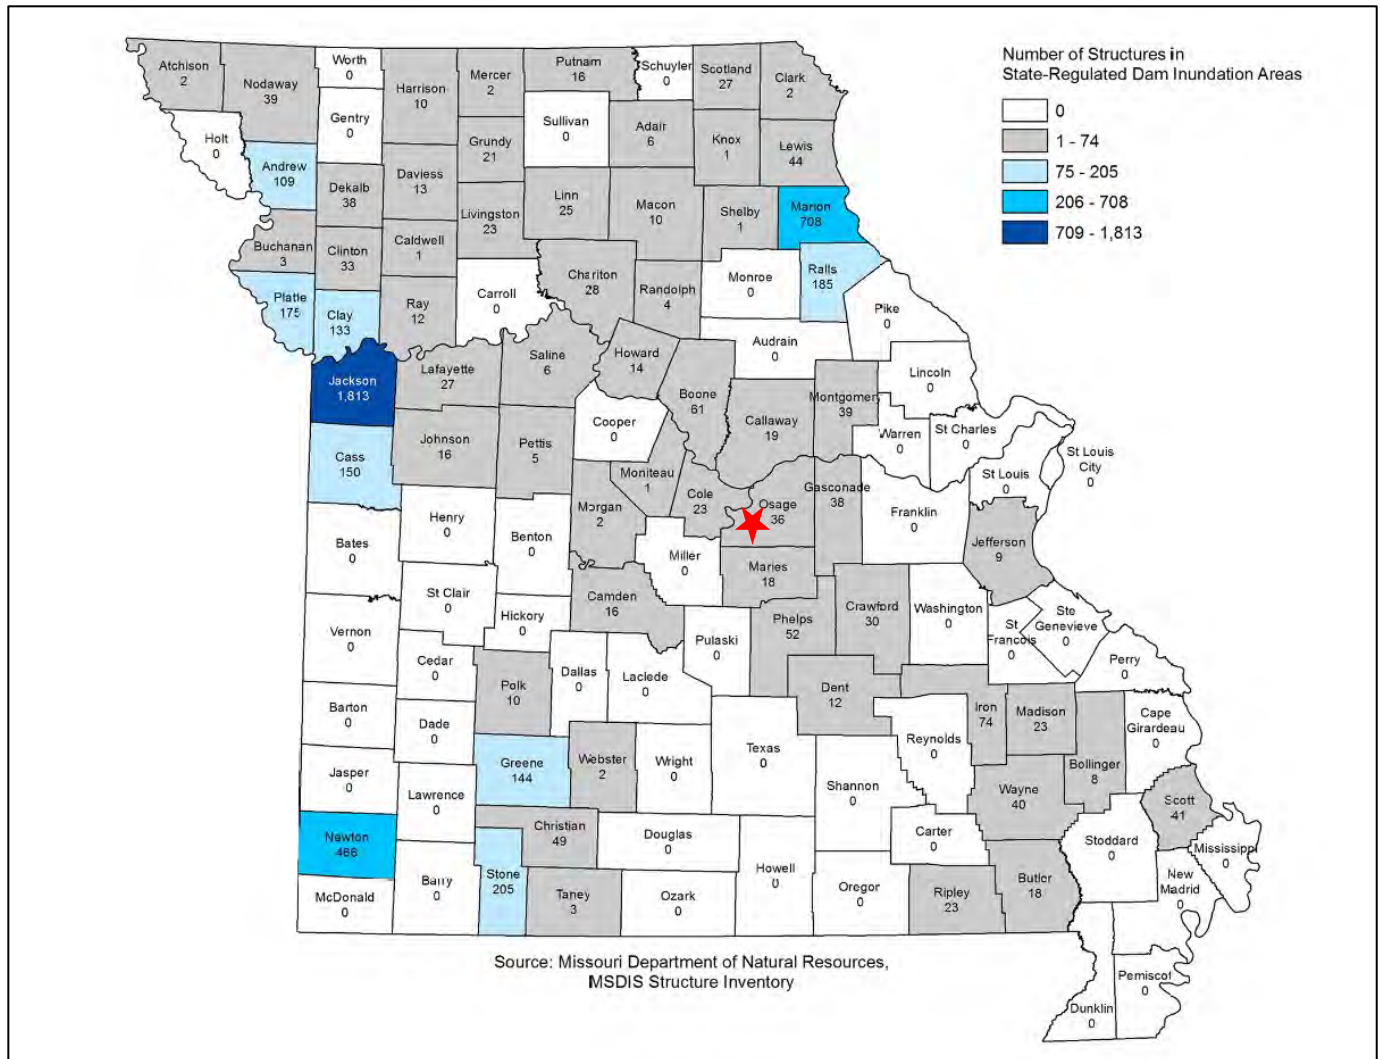 Number of Structures in
State-Regulated Dam Inundation Areas
0
1 - 74
75 - 205
206 - 708
709 - 1,813
Atchison
2
Nodaway
39
Worth
0
Harrison
10
Mercer
2
Putnam
16
Schuyler
0
Scotland
27
Clark
2
Holt
0
Gentry
0
Sullivan
0
Adair
6
Knox
1
Lewis
44
Grundy
21
Andrew
109
Dekalb
38
Daviess
13
Livingston
23
Linn
25
Macon
10
Shelby
1
Marion
708
Buchanan
3
Clinton
33
Caldwell
1
Chariton
28
Randolph
4
Monroe
0
Ralls
185
Platte
175
Clay
133
Ray
12
Carroll
0
Pike
0
Audrain
0
Jackson
1,813
Lafayette
27
Saline
6
Howard
14
Boone
61
Callaway
19
Montgomery
39
Lincoln
0
Warren
0
St Charles
0
St Louis
0
St Louis
City
0
Cass
150
Johnson
16
Pettis
5
Cooper
0
Moniteau
1
Cole
23
Osage
36
Gasconade
38
Franklin
0
Jefferson
9
Bates
0
Henry
0
Benton
0
Morgan
2
Miller
0
Maries
18
St Clair
0
Hickory
0
Camden
16
Pulaski
0
Phelps
52
Crawford
30
Washington
0
St
Francois
0
Ste
Genevieve
0
Perry
0
Vernon
0
Cedar
0
Polk
10
Dallas
0
Laclede
0
Dent
12
Iron
74
Madison
23
Cape
Girardeau
0
Barton
0
Dade
0
Greene
144
Webster
2
Wright
0
Texas
0
Shannon
0
Reynolds
0
Wayne
40
Bollinger
8
Scott
41
Jasper
0
Lawrence
0
Christian
49
Douglas
0
Howell
0
Carter
0
Stoddard
0
Mississippi
0
Newton
466
McDonald
0
Barry
0
Stone
205
Taney
3
Ozark
0
Oregon
0
Ripley
23
Butler
18
New
Madrid
0
Pemiscot
0
Dunklin
0
Source: Missouri Department of Natural Resources,
MSDIS Structure Inventory